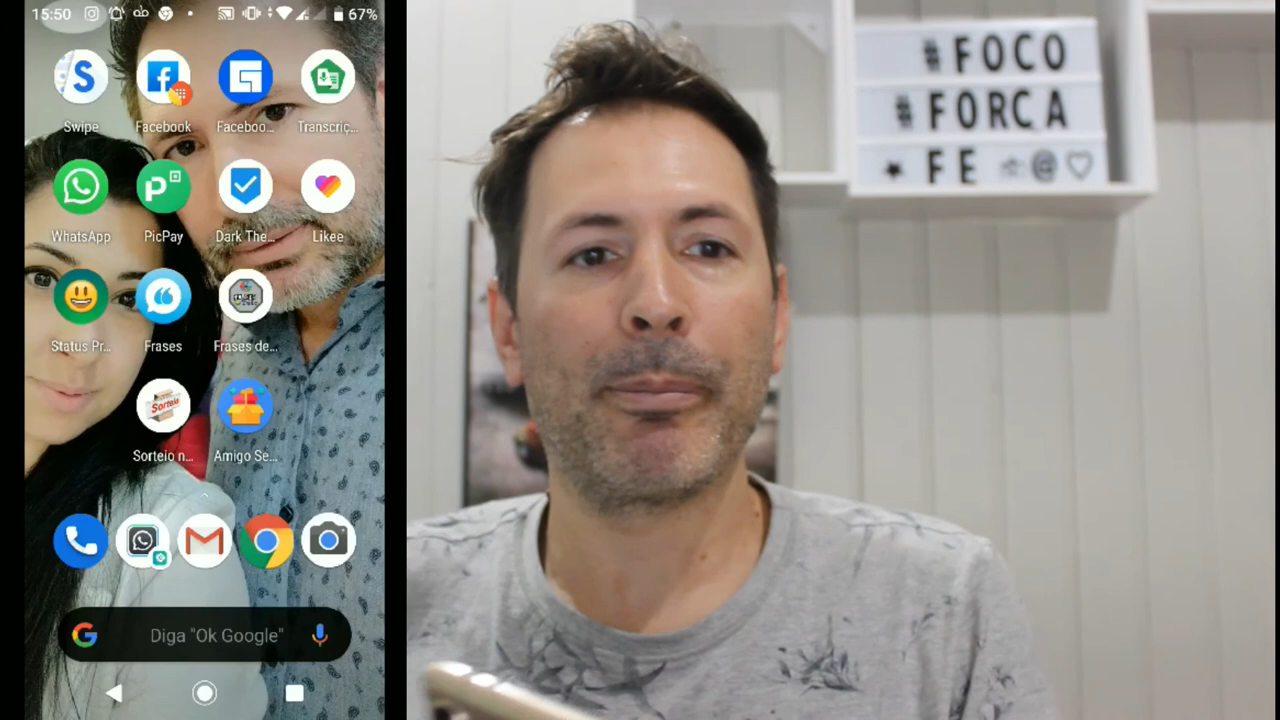 15:50
67%
Swipe
Facebook
Faceboo...
Transcriç...
WhatsApp
PicPay
Dark The...
Likee
Status Pr...
Frases
Frases de...
Sorteio
Sorteio n...
Amigo Se...
Diga "Ok Google"
#FOCO
#FORCA
★ FE @♡